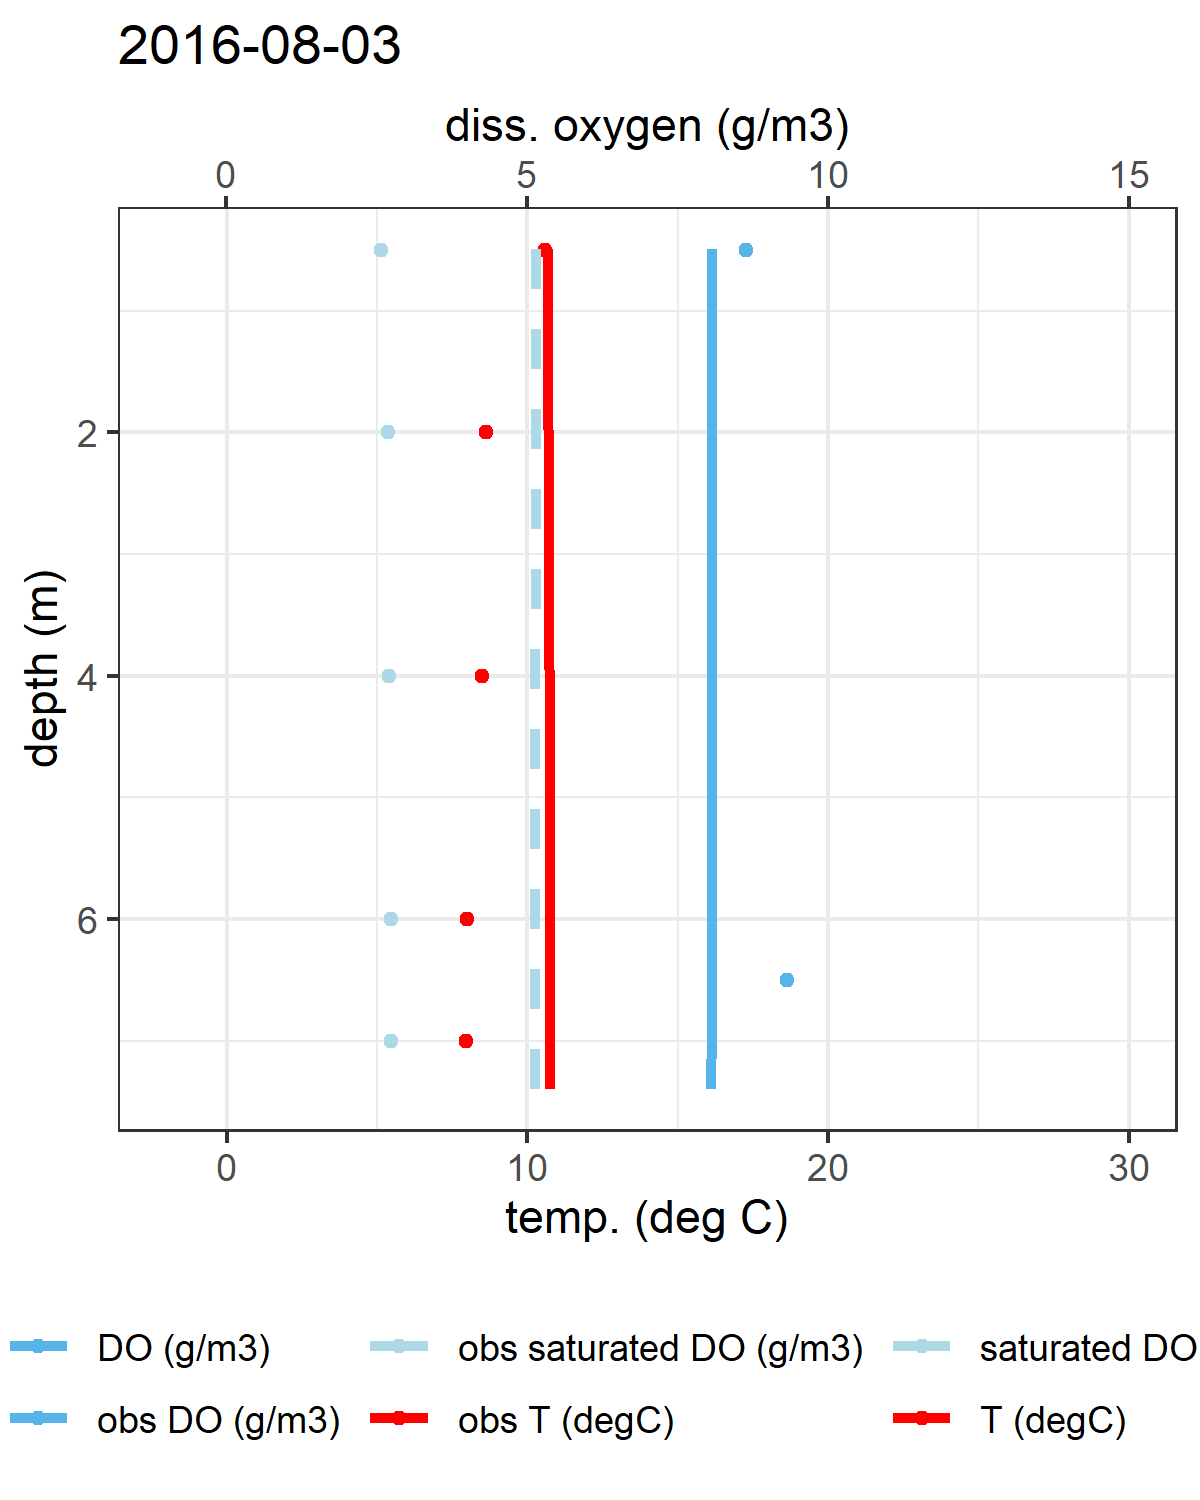 2016-08-03
diss. oxygen (g/m3)
0 5 10 15
2
4
6
depth (m)
0 10 20 30
temp. (deg C)
DO (g/m3) obs saturated DO (g/m3) saturated DO
obs DO (g/m3) obs T (degC) T (degC)